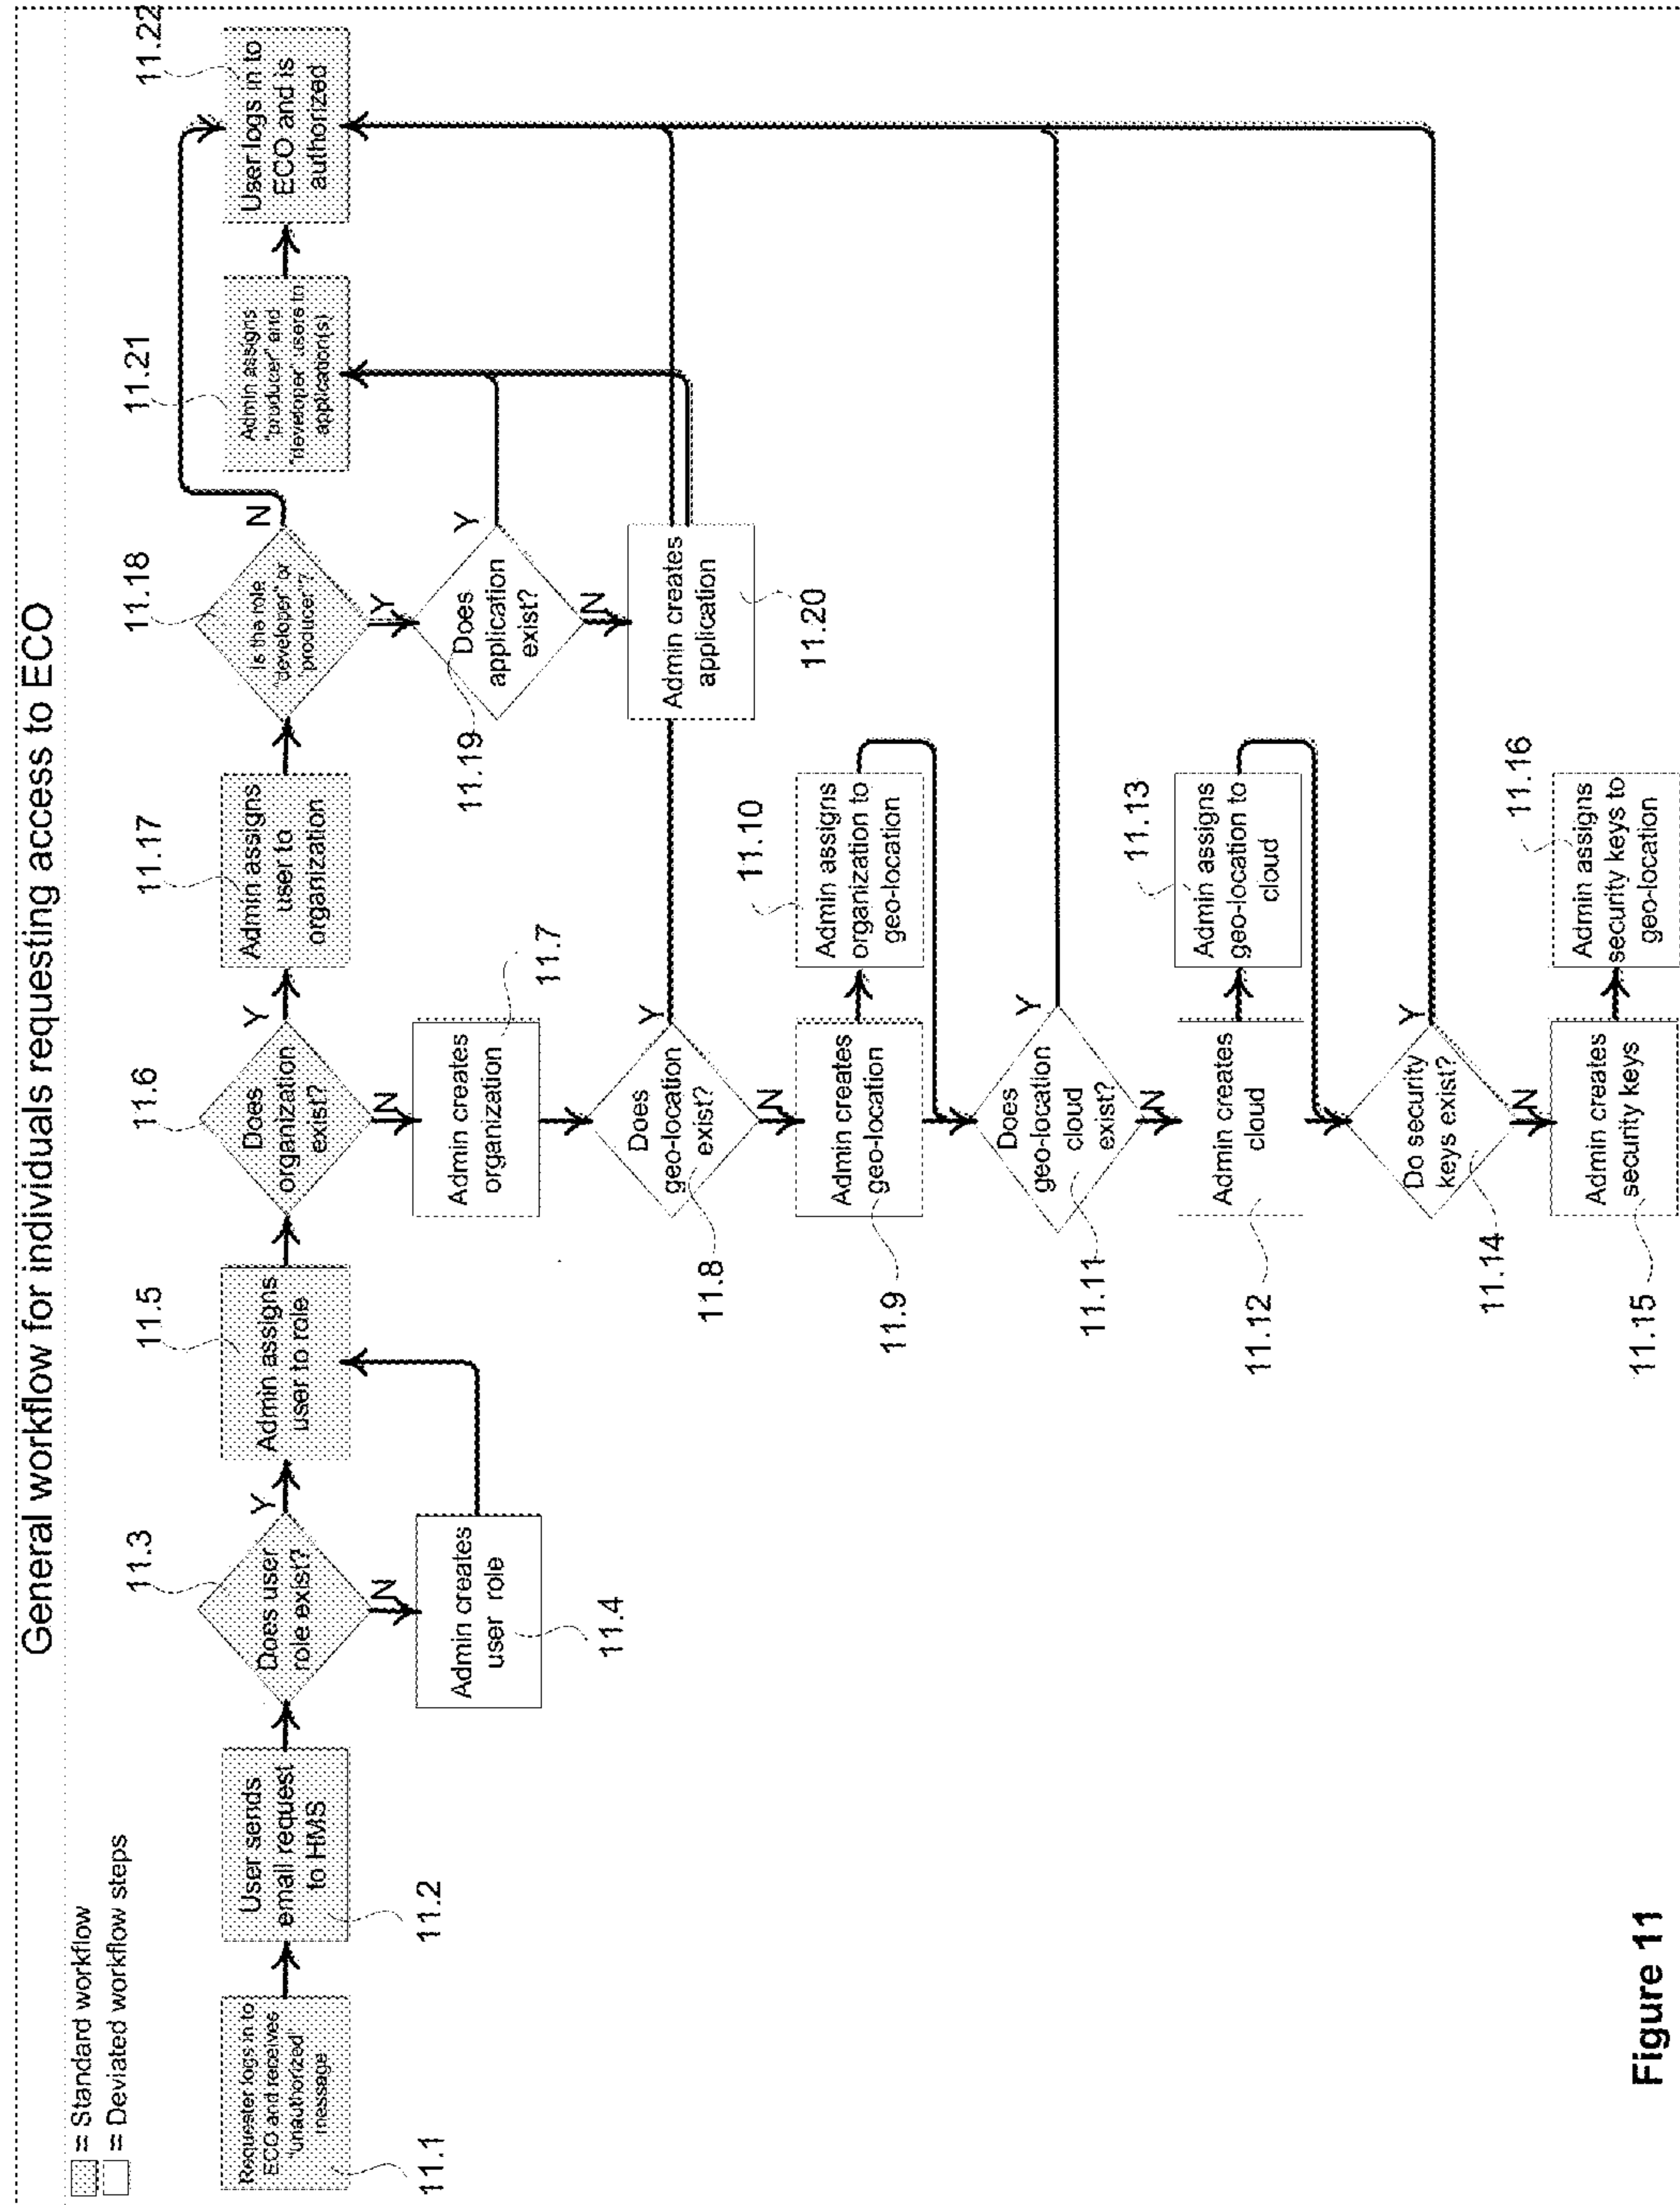 General workflow for individuals requesting access to ECO
= Standard workflow
= Deviated workflow steps
11.1
Requester logs on to
ECO and receives
"unauthorized"
message
11.2
User sends
email request
to HMS
11.3
Does user
role exist?
Y
N
11.4
Admin creates
user role
11.5
Admin assigns
user to role
11.6
Does
organization
exist?
Y
N
11.7
Admin creates
organization
11.8
Does
geo-location
exist?
Y
N
11.9
Admin creates
geo-location
11.10
Admin assigns
organization to
geo-location
11.11
Does
geo-location
cloud
exist?
Y
N
11.12
Admin creates
cloud
11.13
Admin assigns
geo-location to
cloud
11.14
Do security
keys exist?
Y
N
11.15
Admin creates
security keys
11.16
Admin assigns
security keys to
geo-location
11.17
Admin assigns
user to
organization
11.18
Is the role
"developer" or
"producer"?
N
Y
11.19
Does
application
exist?
Y
N
11.20
Admin creates
application
11.21
Admin assigns
"producer" and
"developer" users to
application(s)
11.22
User logs in to
ECO and is
authorized
Figure 11